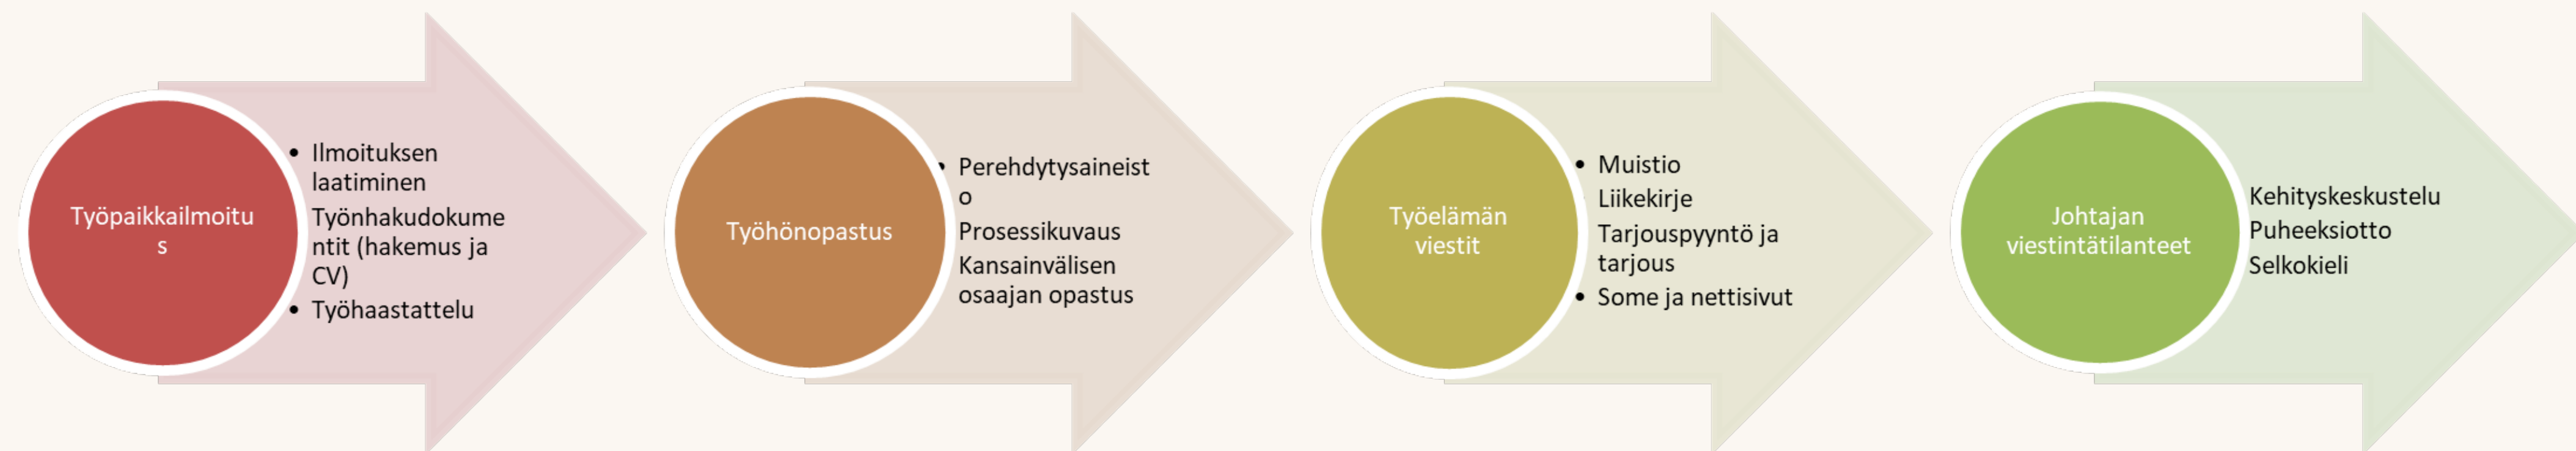 Työpaikkailmoitu
s
• Ilmoituksen
laatiminen
Työnhakudokume
ntit (hakemus ja
CV)
• Työhaastattelu
Työhönopastus
• Perehdytysaineist
o
Prosessikuvaus
Kansainvälisen
osaajan opastus
Työelämän
viestit
• Muistio
Liikekirje
Tarjouspyyntö ja
tarjous
• Some ja nettisivut
Johtajan
viestintätilanteet
Kehityskeskustelu
Puheeksiotto
Selkokieli